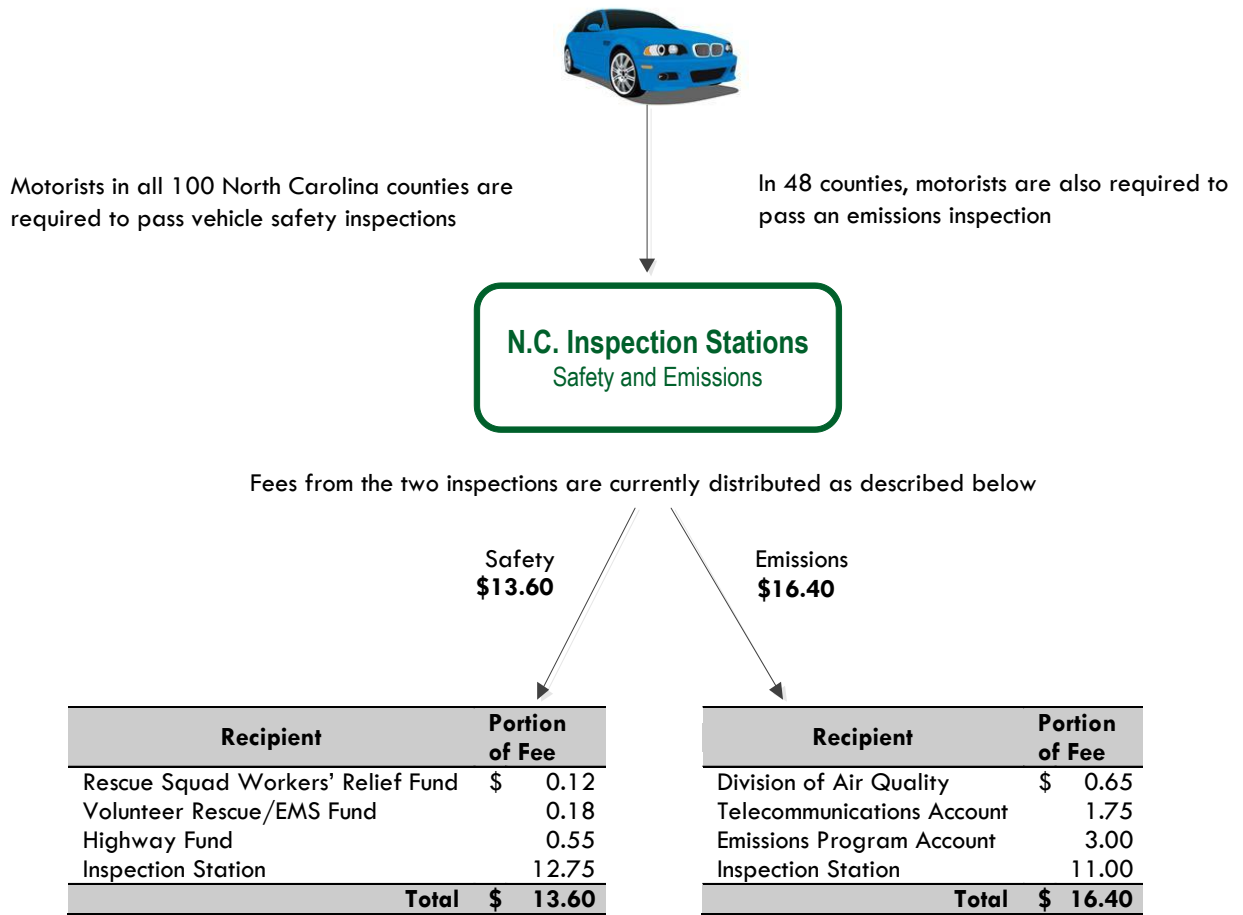 Motorists in all 100 North Carolina counties are
required to pass vehicle safety inspections
In 48 counties, motorists are also required to
pass an emissions inspection
N.C. Inspection Stations
Safety and Emissions
Fees from the two inspections are currently distributed as described below
Safety
$13.60
Emissions
$16.40
Recipient Portion of Fee
Rescue Squad Workers’ Relief Fund $ 0.12
Volunteer Rescue/EMS Fund 0.18
Highway Fund 0.55
Inspection Station 12.75
Total $ 13.60
Recipient Portion of Fee
Division of Air Quality $ 0.65
Telecommunications Account 1.75
Emissions Program Account 3.00
Inspection Station 11.00
Total $ 16.40